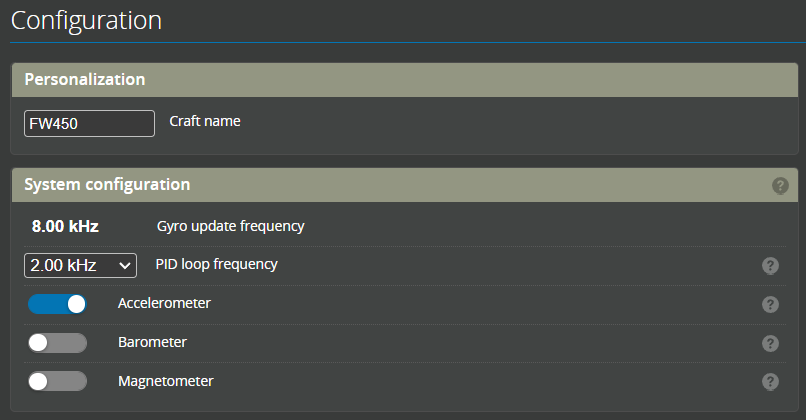 Configuration
Personalization
FW450 Craft name
System configuration ?
8.00 kHz Gyro update frequency
2.00 kHz PID loop frequency ?
Accelerometer ?
Barometer ?
Magnetometer ?